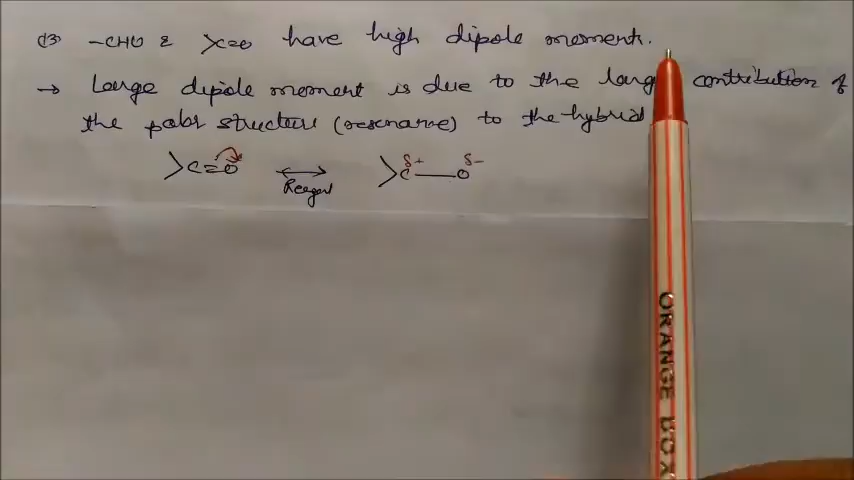 (3) -CHO & >C=O have high dipole moment.
→ Large dipole moment is due to the large contribution of
the polar structure (resonance) to the hybrid
>C=O ⟷ >C — O
δ+ δ-
Reagent
ORANGE